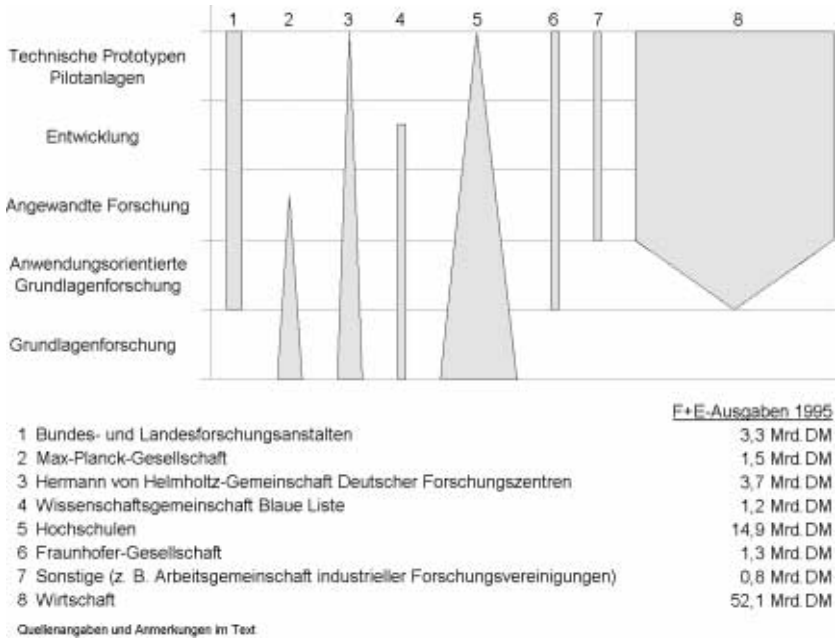 1 2 3 4 5 6 7 8
Technische Prototypen
Pilotanlagen
Entwicklung
Angewandte Forschung
Anwendungsorientierte
Grundlagenforschung
Grundlagenforschung
F+E-Ausgaben 1995
1 Bundes- und Landesforschungsanstalten 3,3 Mrd. DM
2 Max-Planck-Gesellschaft 1,5 Mrd. DM
3 Hermann von Helmholtz-Gemeinschaft Deutscher Forschungszentren 3,7 Mrd. DM
4 Wissenschaftsgemeinschaft Blaue Liste 1,2 Mrd. DM
5 Hochschulen 14,9 Mrd. DM
6 Fraunhofer-Gesellschaft 1,3 Mrd. DM
7 Sonstige (z. B. Arbeitsgemeinschaft industrieller Forschungsvereinigungen) 0,8 Mrd. DM
8 Wirtschaft 52,1 Mrd. DM
Quellenangaben und Anmerkungen im Text